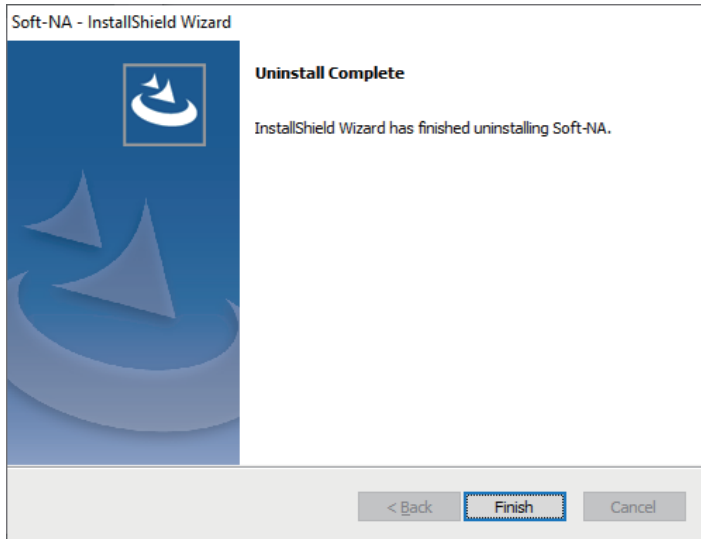 Soft-NA - InstallShield Wizard
Uninstall Complete
InstallShield Wizard has finished uninstalling Soft-NA.
< Back
Finish
Cancel